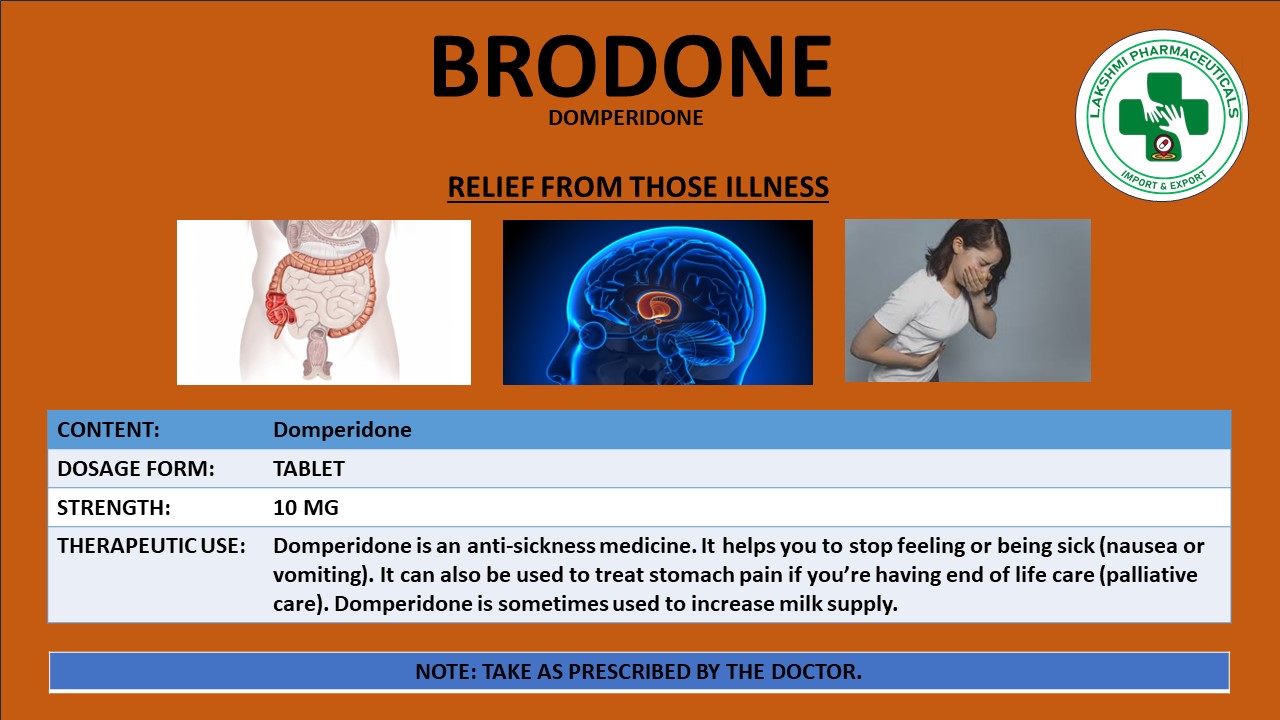 BRODONE
DOMPERIDONE
LAKSHMI PHARMACEUTICALS
IMPORT & EXPORT
RELIEF FROM THOSE ILLNESS
CONTENT: Domperidone
DOSAGE FORM: TABLET
STRENGTH: 10 MG
THERAPEUTIC USE: Domperidone is an anti-sickness medicine. It helps you to stop feeling or being sick (nausea or
vomiting). It can also be used to treat stomach pain if you’re having end of life care (palliative
care). Domperidone is sometimes used to increase milk supply.
NOTE: TAKE AS PRESCRIBED BY THE DOCTOR.